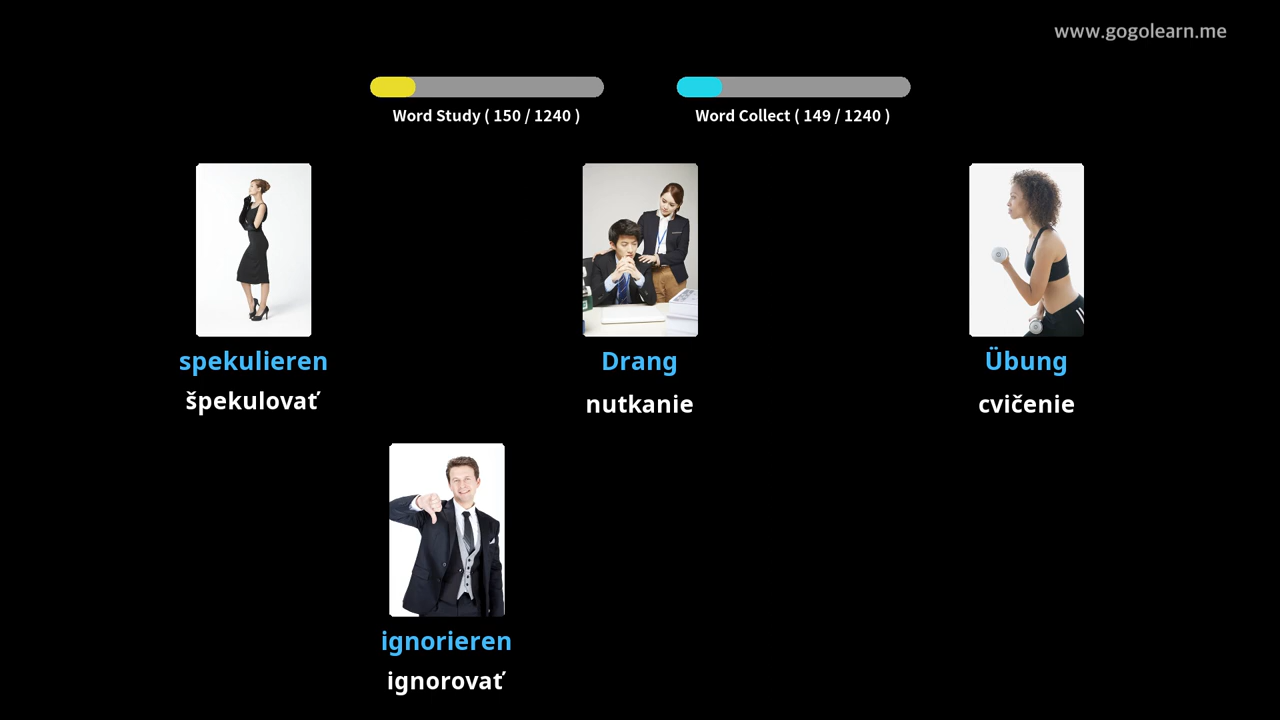 www.gogolearn.me
Word Study ( 150 / 1240 )
Word Collect ( 149 / 1240 )
spekulieren
špekulovať
Drang
nutkanie
Übung
cvičenie
ignorieren
ignorovať